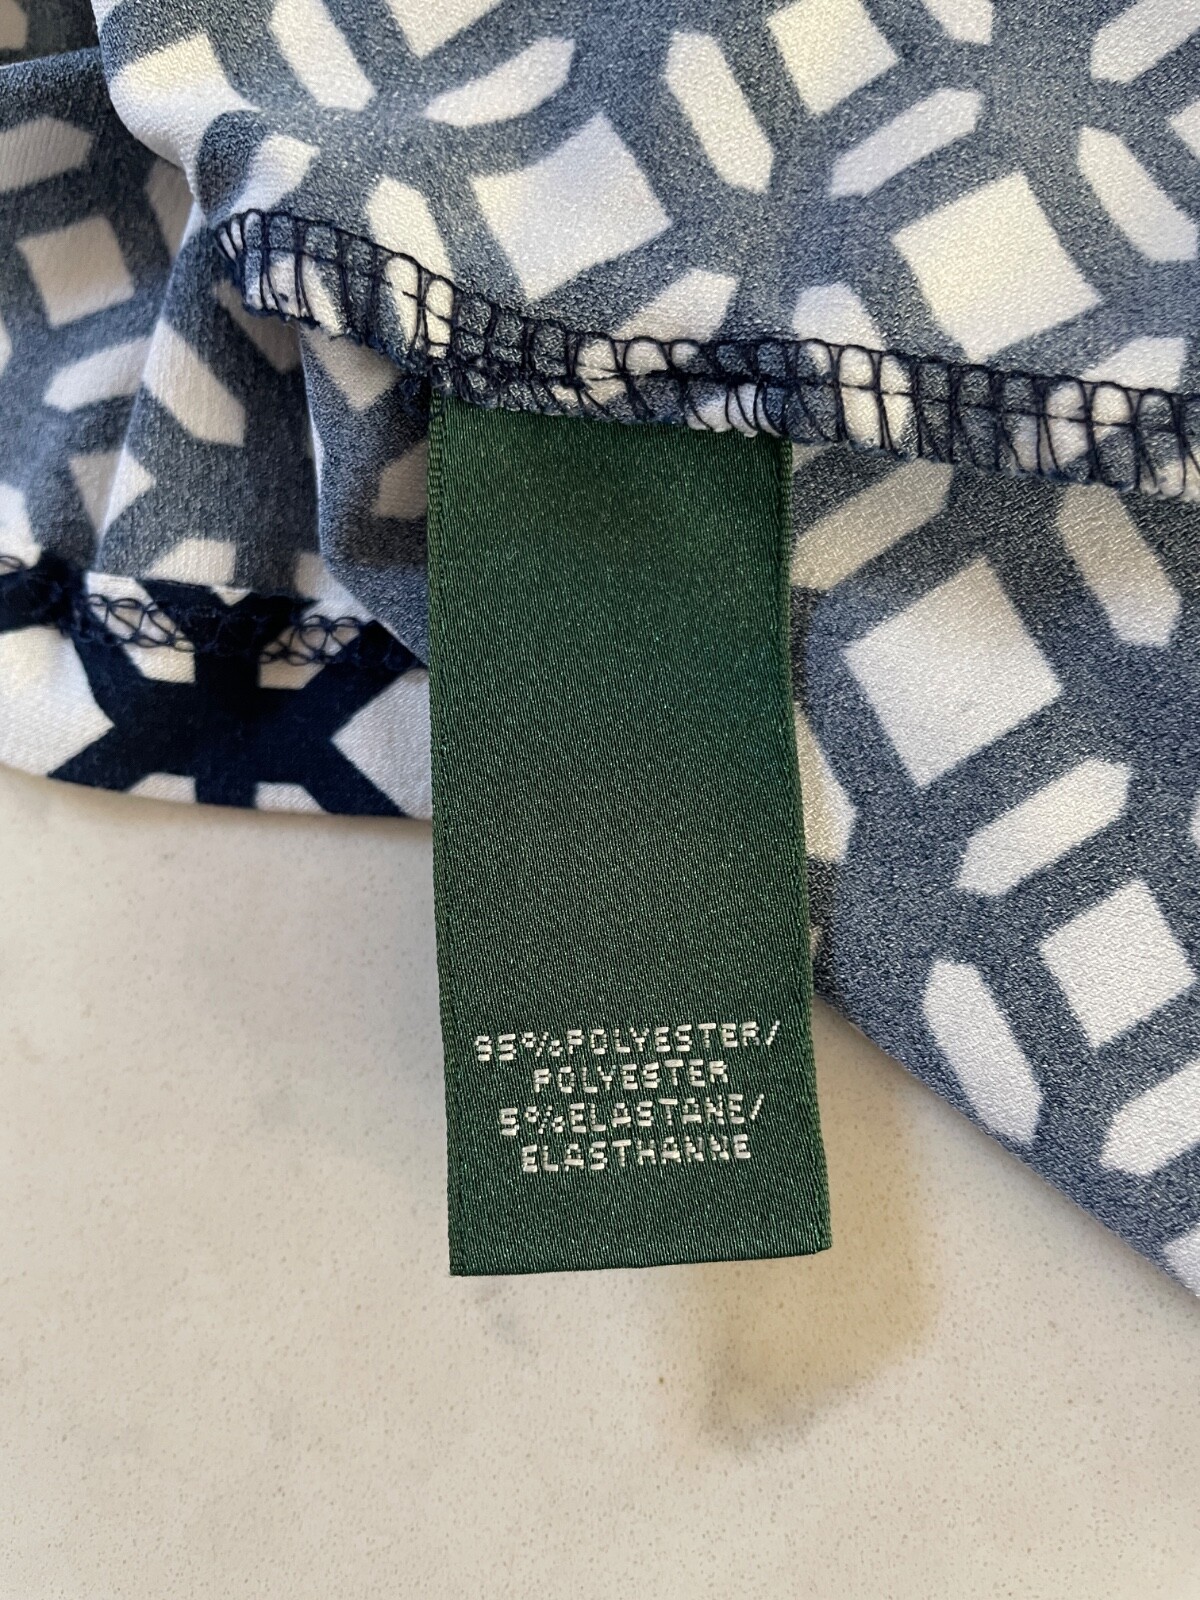 95%POLYESTER/
POLYESTER
5%ELASTANE/
ELASTHANNE